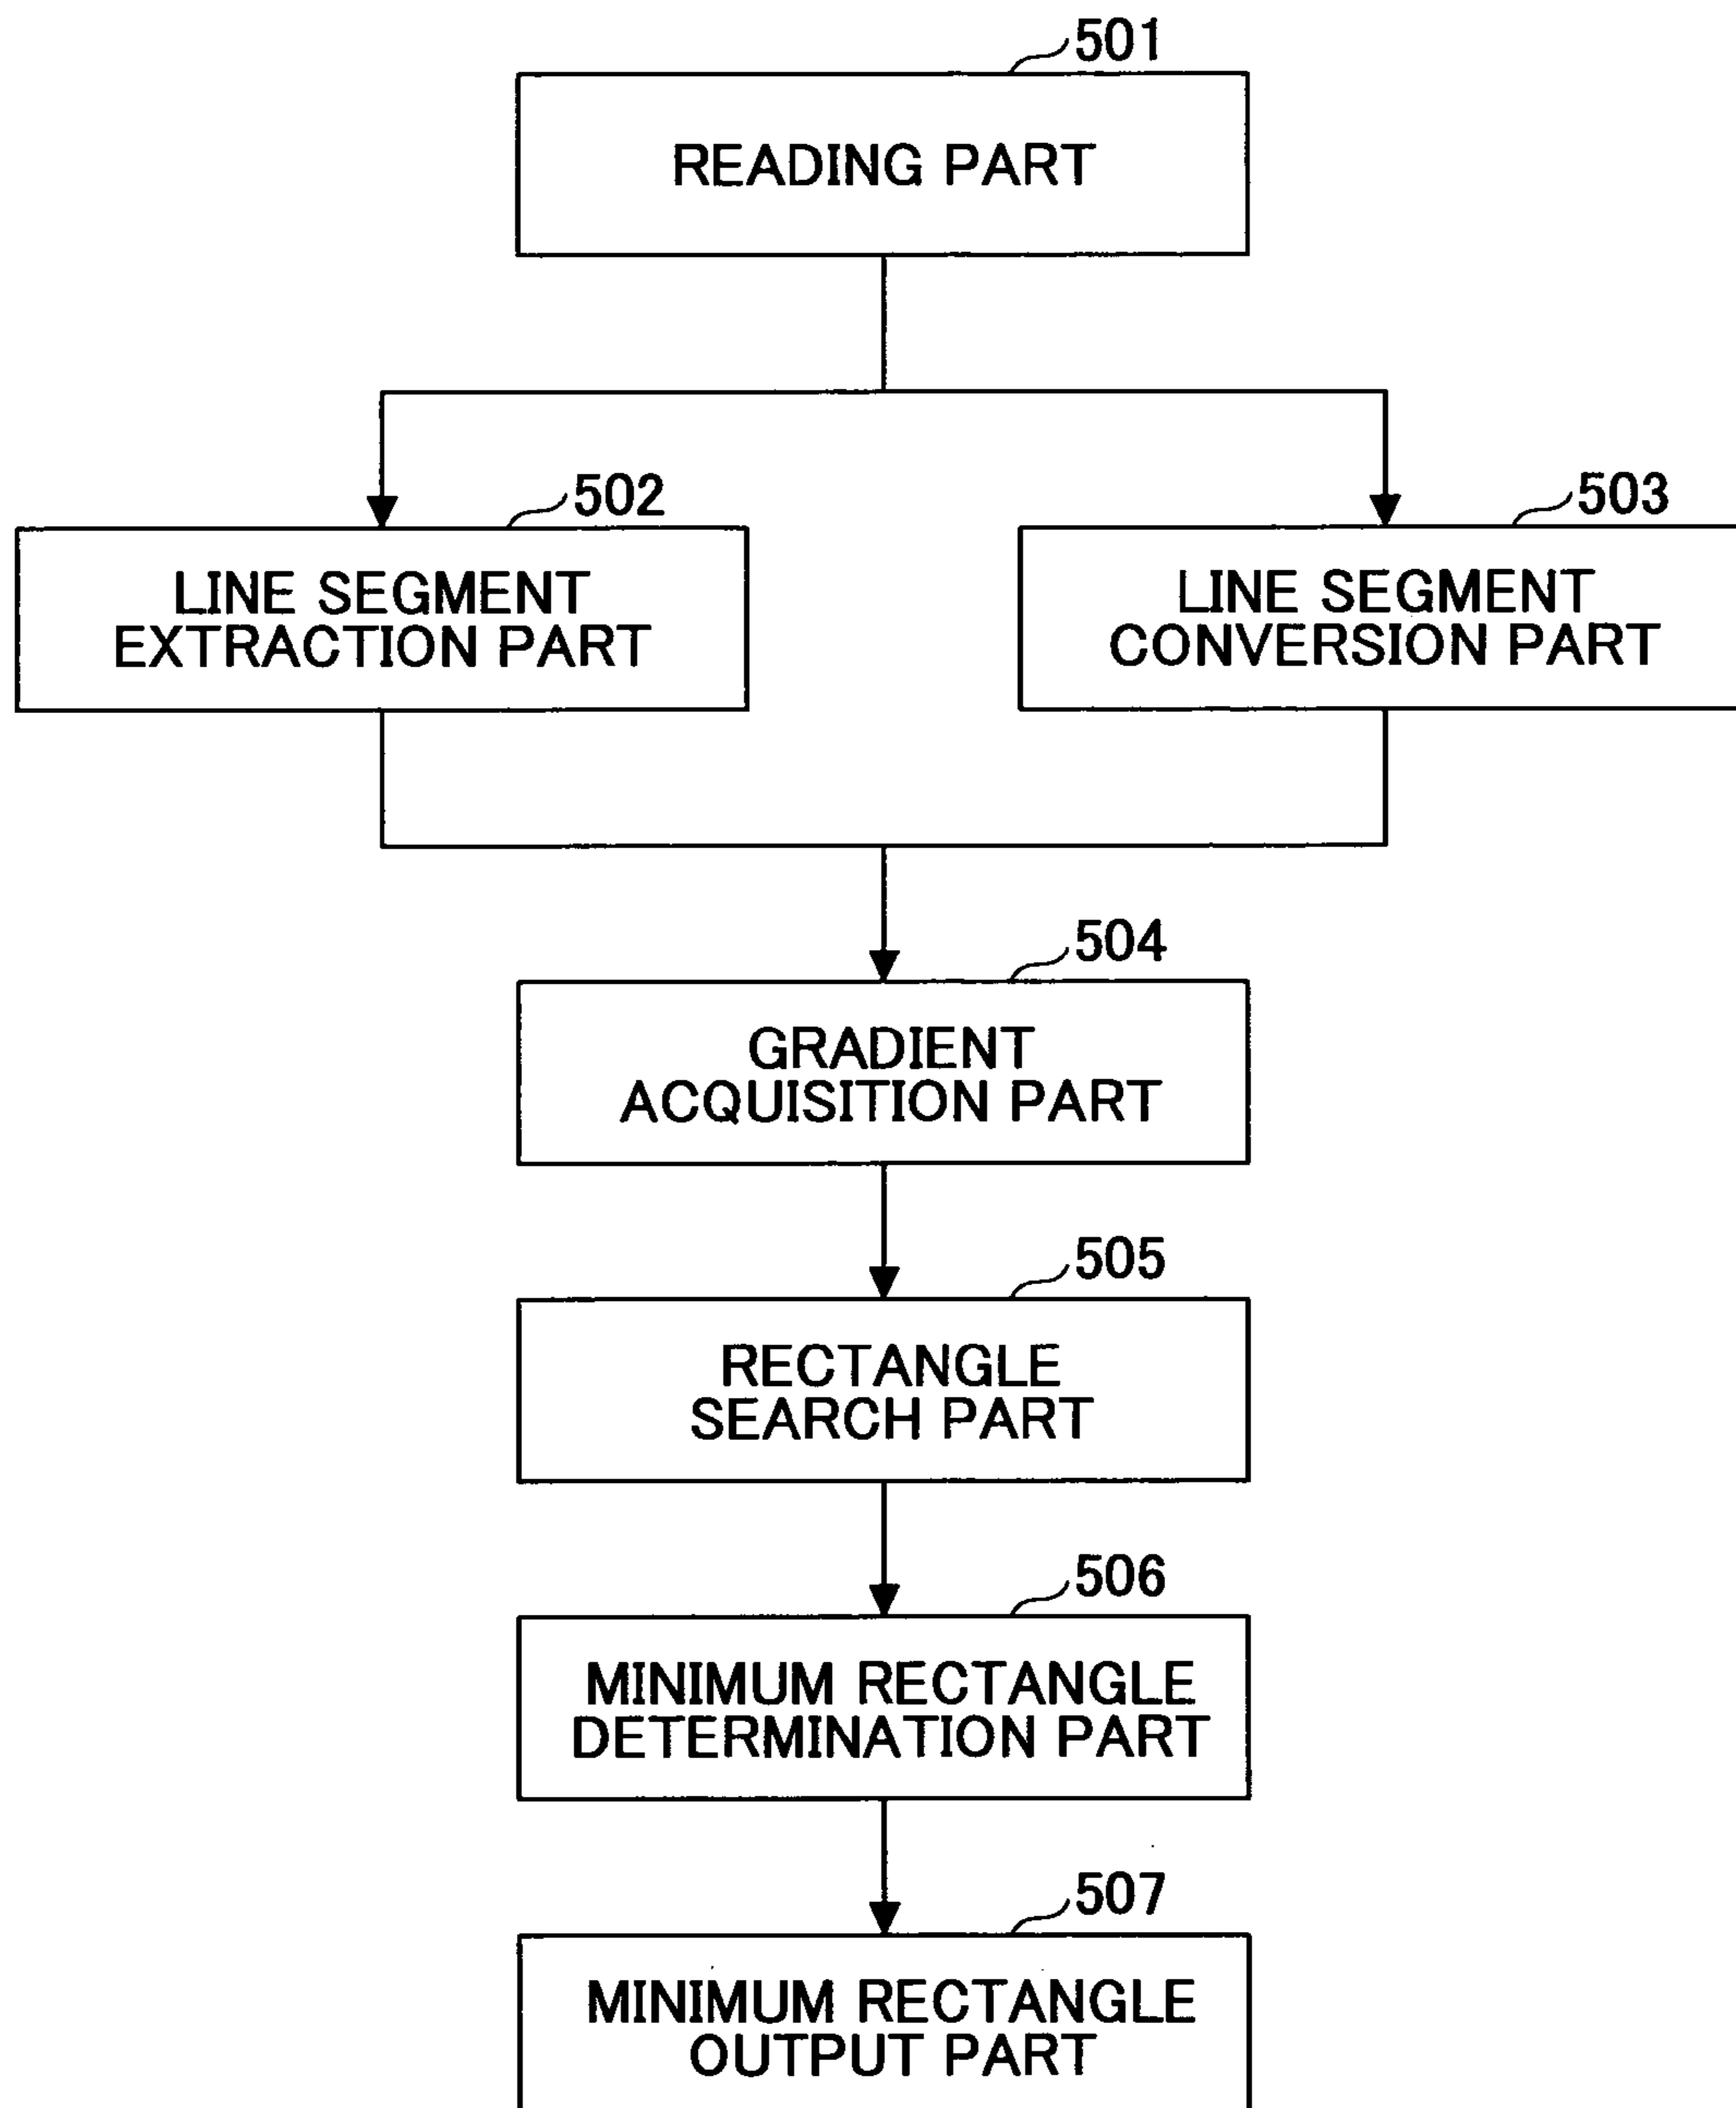 501
READING PART
502
LINE SEGMENT
EXTRACTION PART
503
LINE SEGMENT
CONVERSION PART
504
GRADIENT
ACQUISITION PART
505
RECTANGLE
SEARCH PART
506
MINIMUM RECTANGLE
DETERMINATION PART
507
MINIMUM RECTANGLE
OUTPUT PART